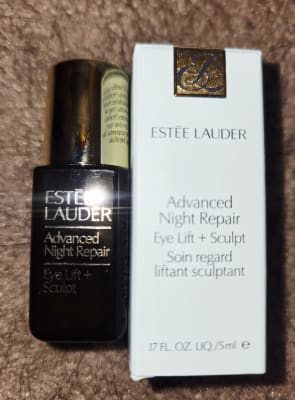 ESTĒE
LAUDER
Advanced
Night Repair
Eye Lift +
Sculpt
ESTĒE LAUDER
Advanced
Night Repair
Eye Lift + Sculpt
Soin regard
liftant sculptant
.17 FL. OZ. LIQ./5ml ℮